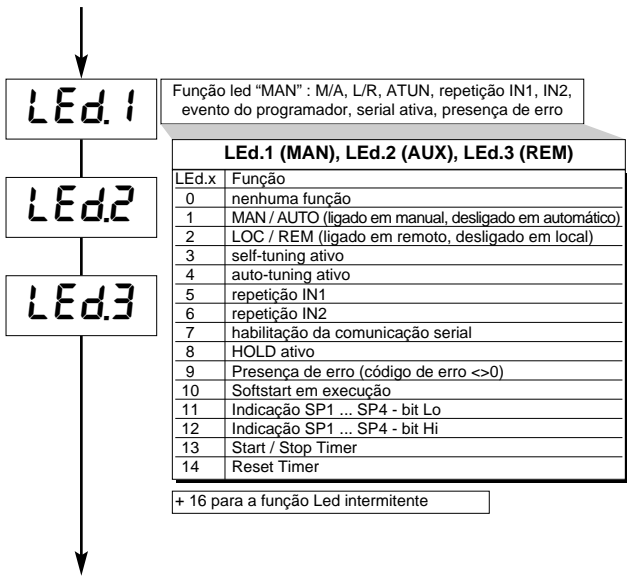 LEd.1
Função led “MAN” : M/A, L/R, ATUN, repetição IN1, IN2,
evento do programador, serial ativa, presença de erro
LEd.1 (MAN), LEd.2 (AUX), LEd.3 (REM)
LEd.x Função
0 nenhuma função
1 MAN / AUTO (ligado em manual, desligado em automático)
2 LOC / REM (ligado em remoto, desligado em local)
3 self-tuning ativo
4 auto-tuning ativo
5 repetição IN1
6 repetição IN2
7 habilitação da comunicação serial
8 HOLD ativo
9 Presença de erro (código de erro <>0)
10 Softstart em execução
11 Indicação SP1 ... SP4 - bit Lo
12 Indicação SP1 ... SP4 - bit Hi
13 Start / Stop Timer
14 Reset Timer
+ 16 para a função Led intermitente
LEd.2
LEd.3